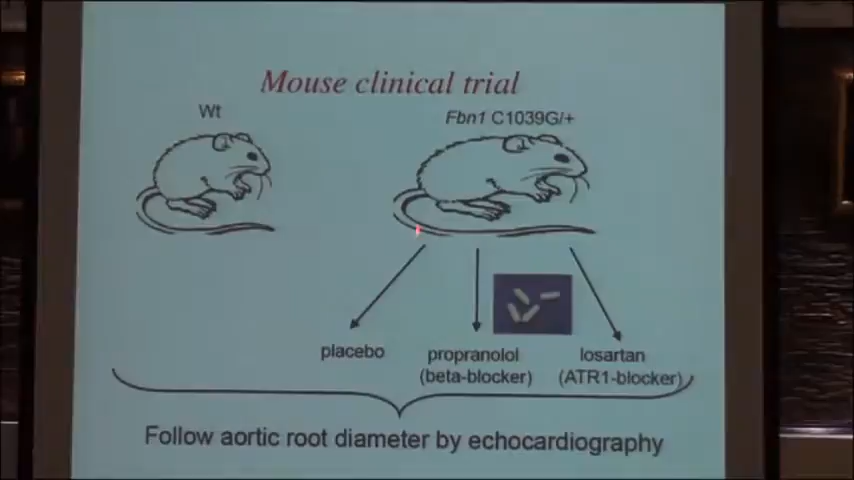 Mouse clinical trial
Wt
Fbn1 C1039G/+
placebo
propranolol
(beta-blocker)
losartan
(ATR1-blocker)
Follow aortic root diameter by echocardiography